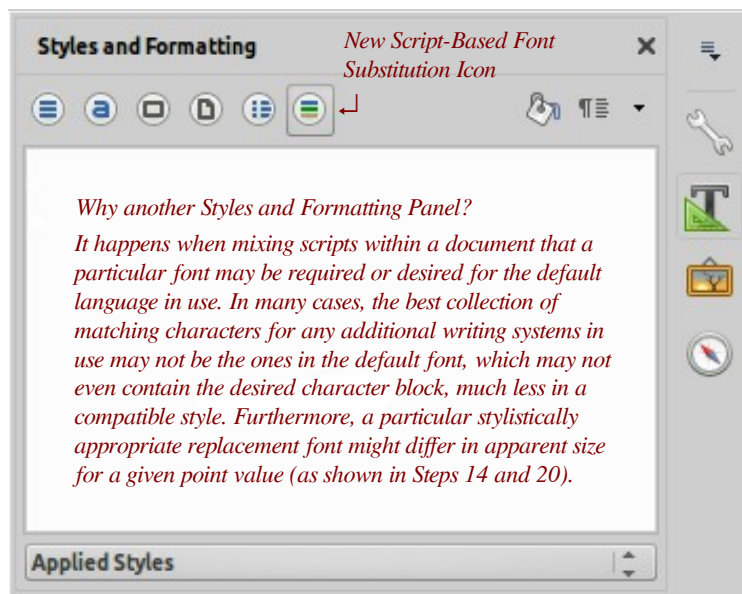 Styles and Formatting
New Script-Based Font
Substitution Icon
Why another Styles and Formatting Panel?
It happens when mixing scripts within a document that a
particular font may be required or desired for the default
language in use. In many cases, the best collection of
matching characters for any additional writing systems in
use may not be the ones in the default font, which may not
even contain the desired character block, much less in a
compatible style. Furthermore, a particular stylistically
appropriate replacement font might differ in apparent size
for a given point value (as shown in Steps 14 and 20).
Applied Styles